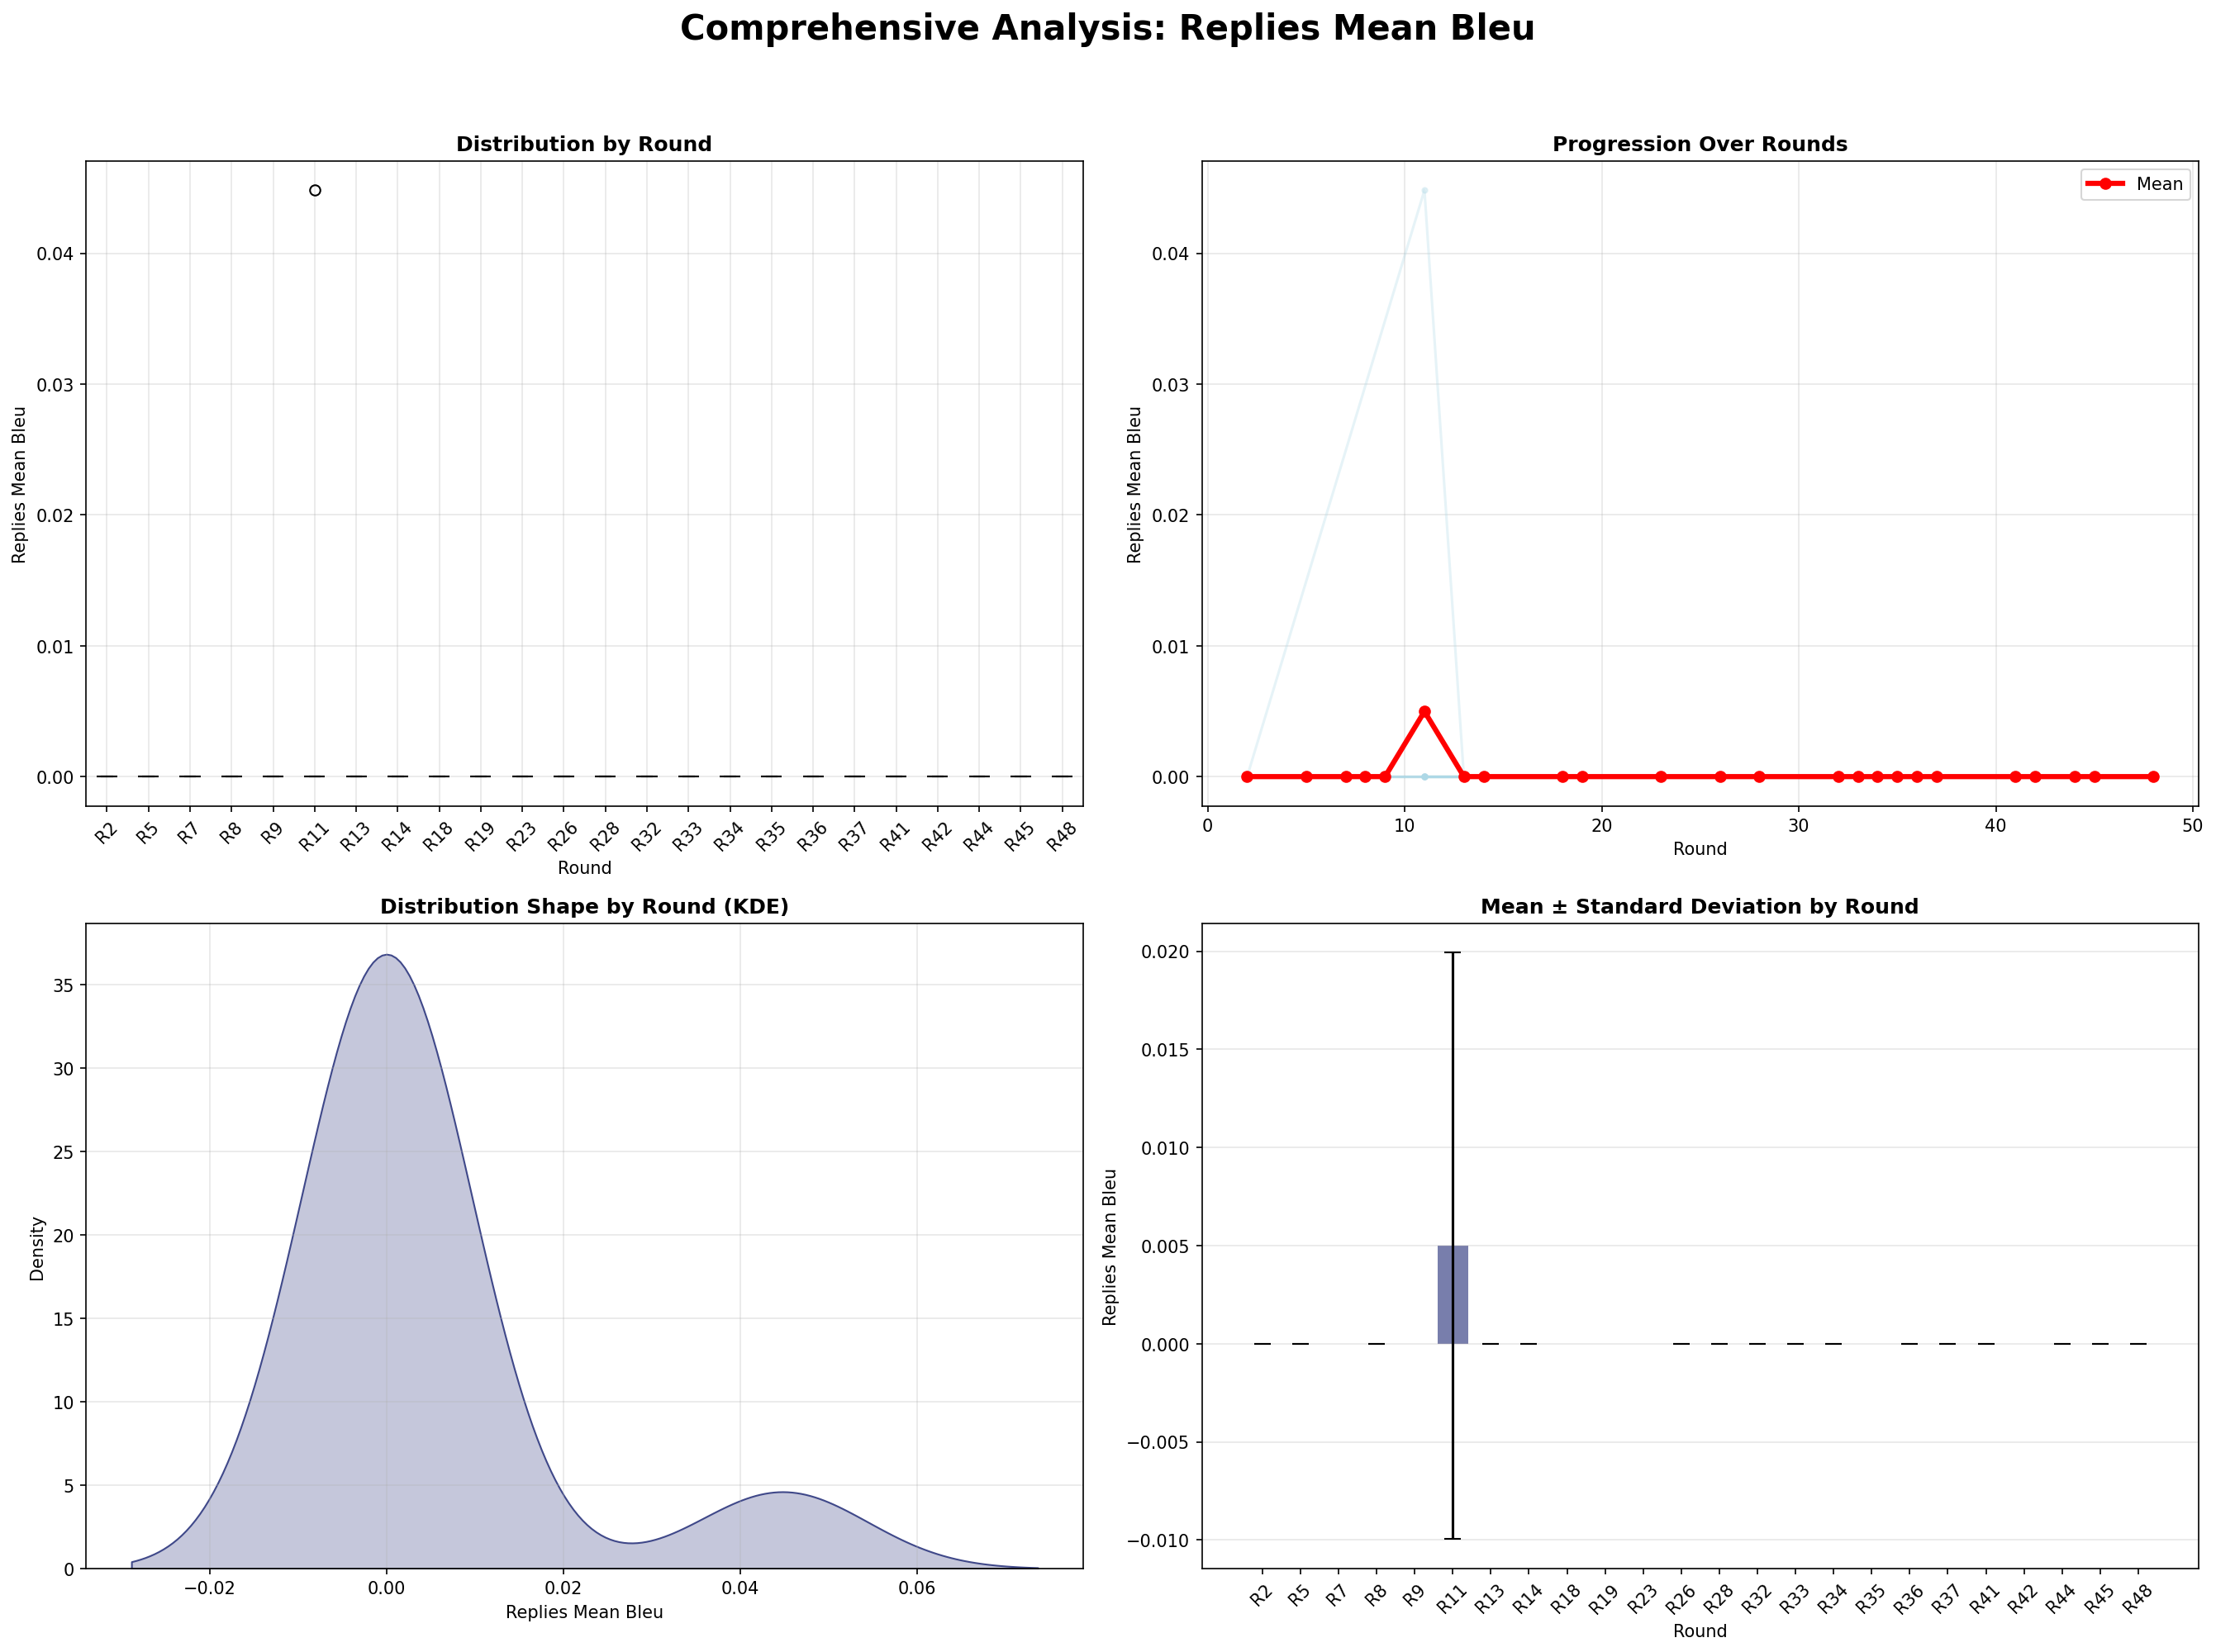 Comprehensive Analysis: Replies Mean Bleu
Distribution by Round
Replies Mean Bleu
0.04
0.03
0.02
0.01
0.00
R2 R5 R7 R8 R9 R11 R13 R14 R18 R19 R23 R26 R28 R32 R33 R34 R35 R36 R37 R41 R42 R44 R45 R48
Round
Progression Over Rounds
Mean
Replies Mean Bleu
0.04
0.03
0.02
0.01
0.00
0 10 20 30 40 50
Round
Distribution Shape by Round (KDE)
Density
35
30
25
20
15
10
5
0
−0.02 0.00 0.02 0.04 0.06
Replies Mean Bleu
Mean ± Standard Deviation by Round
Replies Mean Bleu
0.020
0.015
0.010
0.005
0.000
−0.005
−0.010
R2 R5 R7 R8 R9 R11 R13 R14 R18 R19 R23 R26 R28 R32 R33 R34 R35 R36 R37 R41 R42 R44 R45 R48
Round